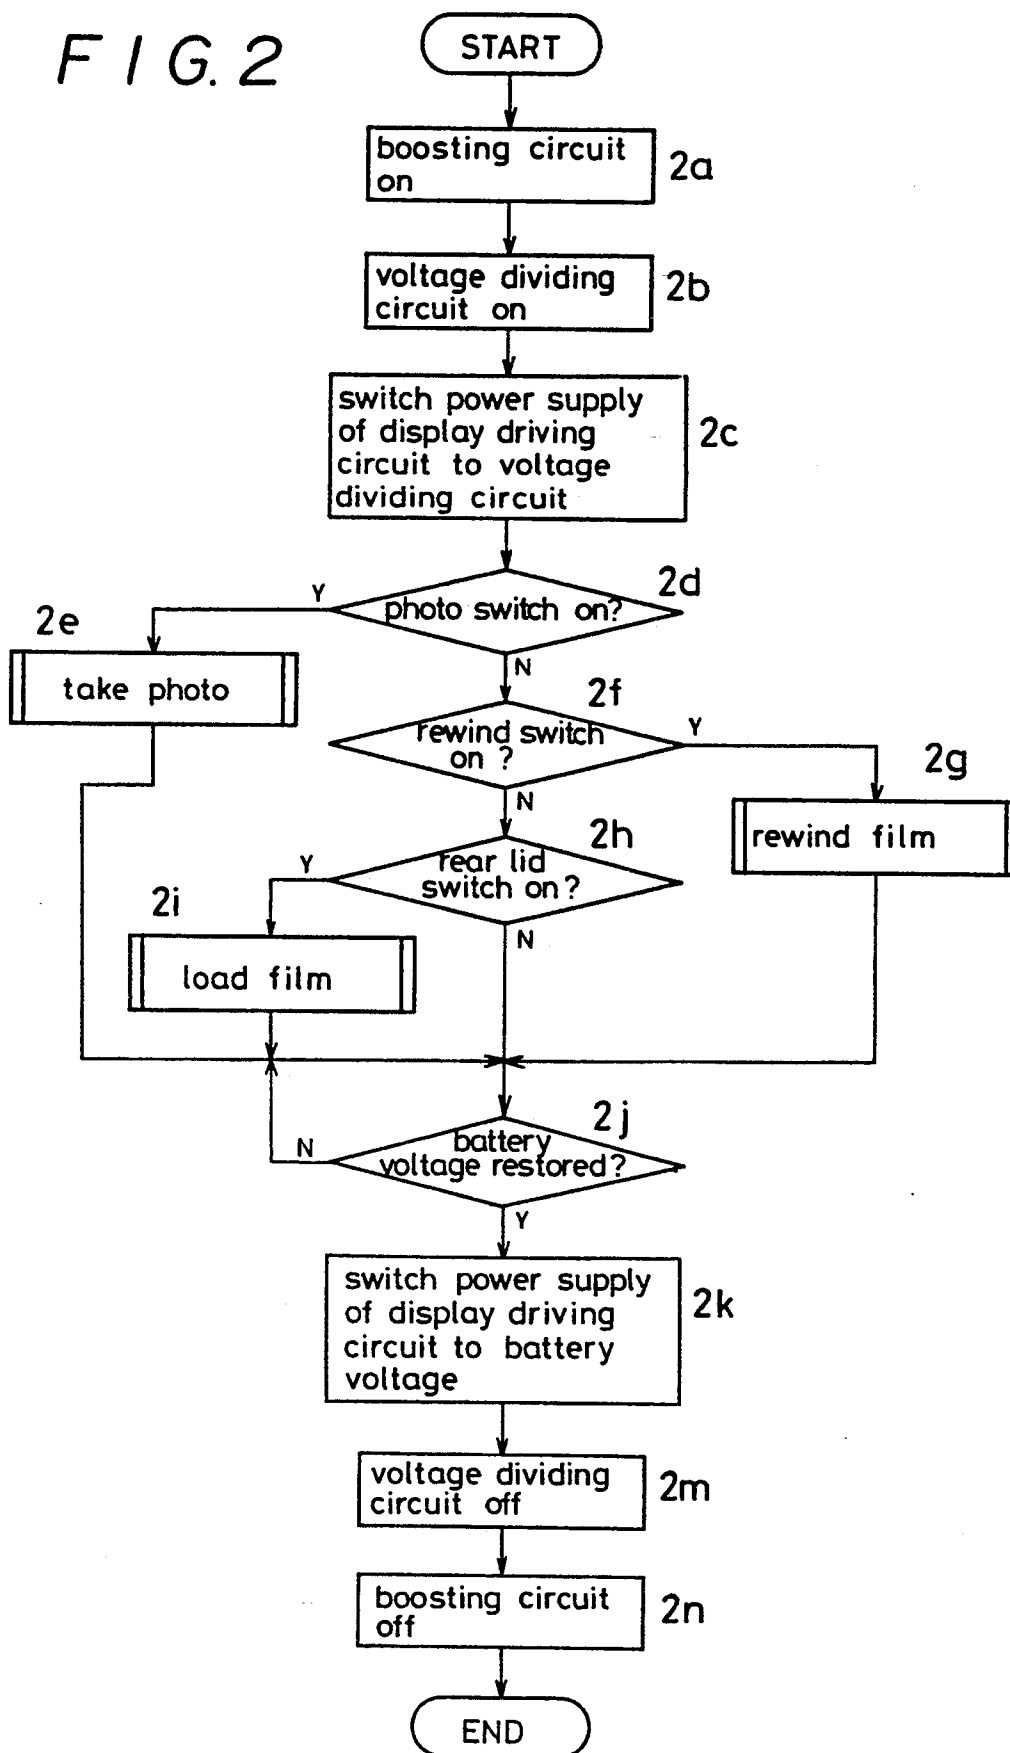 FIG. 2
START
boosting circuit
on
2a
voltage dividing
circuit on
2b
switch power supply
of display driving
circuit to voltage
dividing circuit
2c
2d
Y
photo switch on?
N
2e
take photo
2f
rewind switch
on ?
Y
N
2g
rewind film
2h
Y
rear lid
switch on?
N
2i
load film
2j
N
battery
voltage restored?
Y
switch power supply
of display driving
circuit to battery
voltage
2k
voltage dividing
circuit off
2m
boosting circuit
off
2n
END